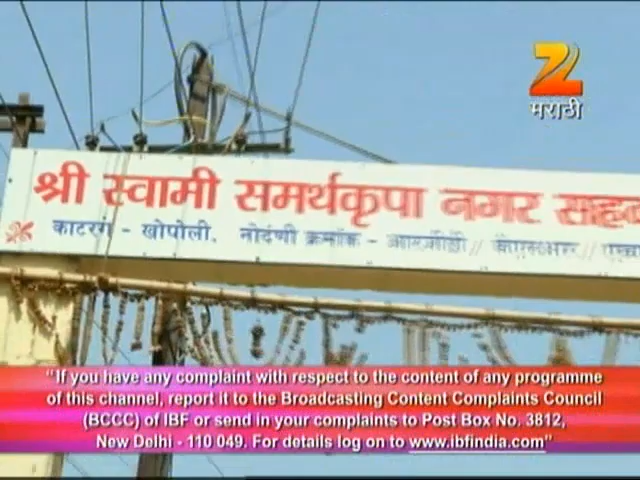 मराठी
श्री स्वामी समर्थकृपा नगर
काटरंग - खोपोली. नोंदणी क्रमांक -
"If you have any complaint with respect to the content of any programme
of this channel, report it to the Broadcasting Content Complaints Council
(BCCC) of IBF or send in your complaints to Post Box No. 3812,
New Delhi - 110 049. For details log on to www.ibfindia.com"